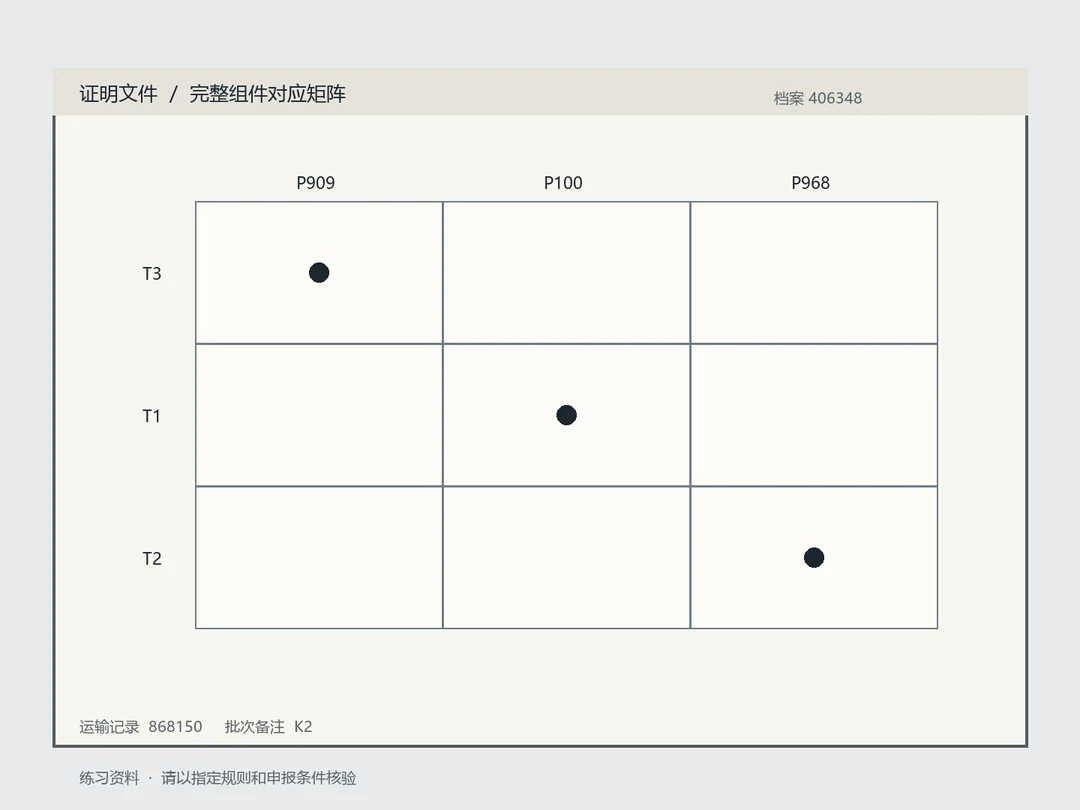 证明文件 / 完整组件对应矩阵
档案 406348
P909 P100 P968
T3
T1
T2
运输记录 868150 批次备注 K2
练习资料 · 请以指定规则和申报条件核验